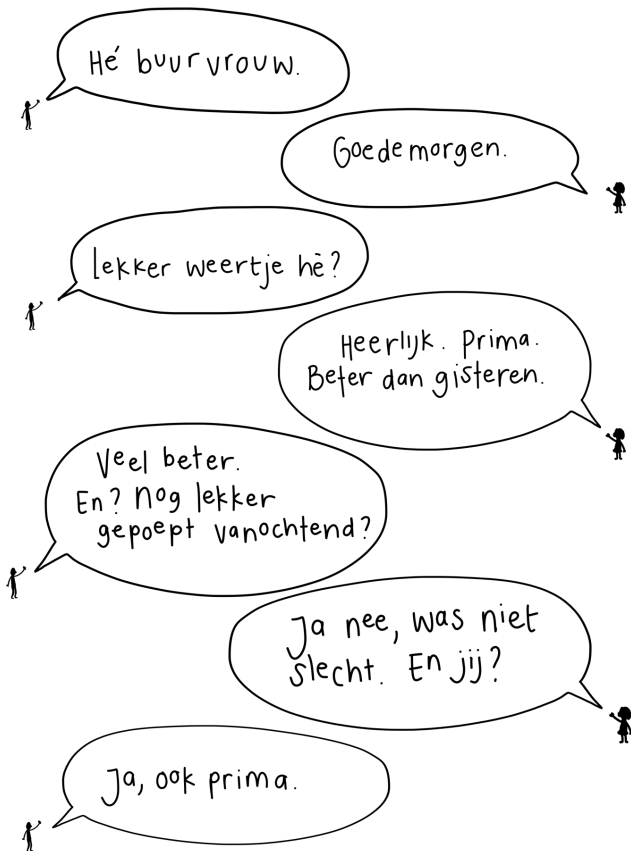 Hé buurvrouw.
Goedemorgen.
Lekker weertje hè?
Heerlijk. Prima.
Beter dan gisteren.
Veel beter.
En? Nog lekker
gepoept vanochtend?
Ja nee, was niet
slecht. En jij?
Ja, ook prima.